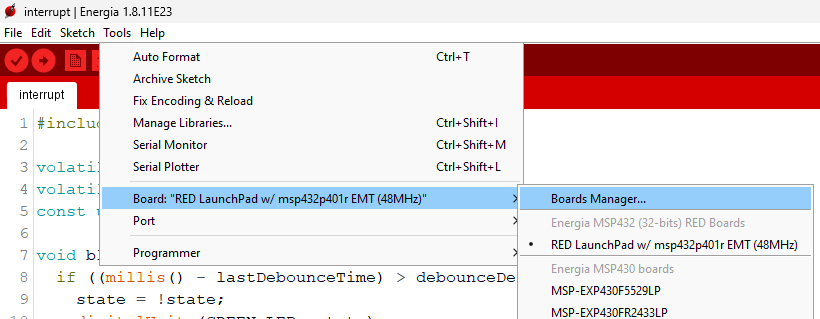 interrupt | Energia 1.8.11E23
File Edit Sketch Tools Help
Auto Format Ctrl+T
Archive Sketch
Fix Encoding & Reload
Manage Libraries... Ctrl+Shift+I
Serial Monitor Ctrl+Shift+M
Serial Plotter Ctrl+Shift+L
Board: "RED LaunchPad w/ msp432p401r EMT (48MHz)"
Port
Programmer
Boards Manager...
Energia MSP432 (32-bits) RED Boards
• RED LaunchPad w/ msp432p401r EMT (48MHz)
Energia MSP430 boards
MSP-EXP430F5529LP
MSP-EXP430FR2433LP
interrupt
1 #includ
2
3 volatil
4 volatil
5 const u
6
7 void bl
8 if ((millis() - lastDebounceTime) > debounceDe
9 state = !state;